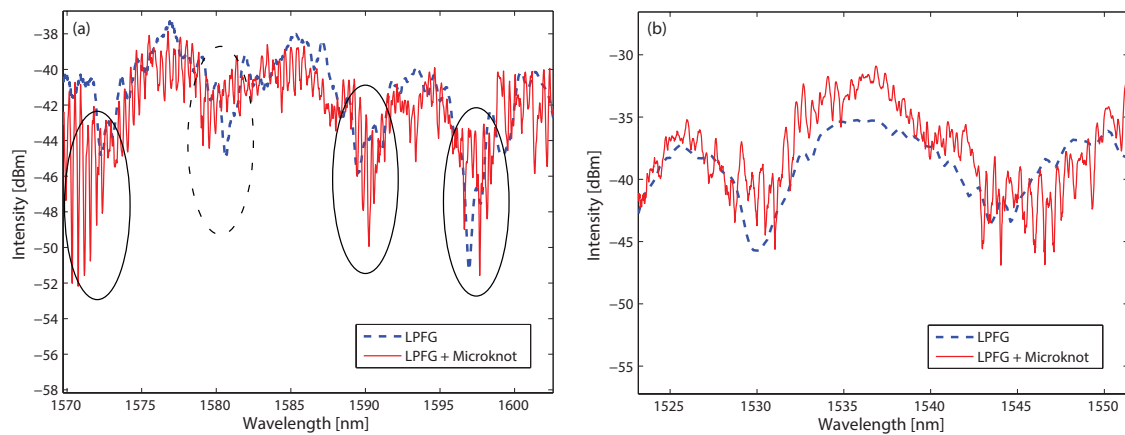 (a)
−38
−40
−42
−44
−46
−48
−50
−52
−54
−56
−58
Intensity [dBm]
1570 1575 1580 1585 1590 1595 1600
Wavelength [nm]
LPFG
LPFG + Microknot
(b)
−30
−35
−40
−45
−50
−55
Intensity [dBm]
1525 1530 1535 1540 1545 1550
Wavelength [nm]
LPFG
LPFG + Microknot